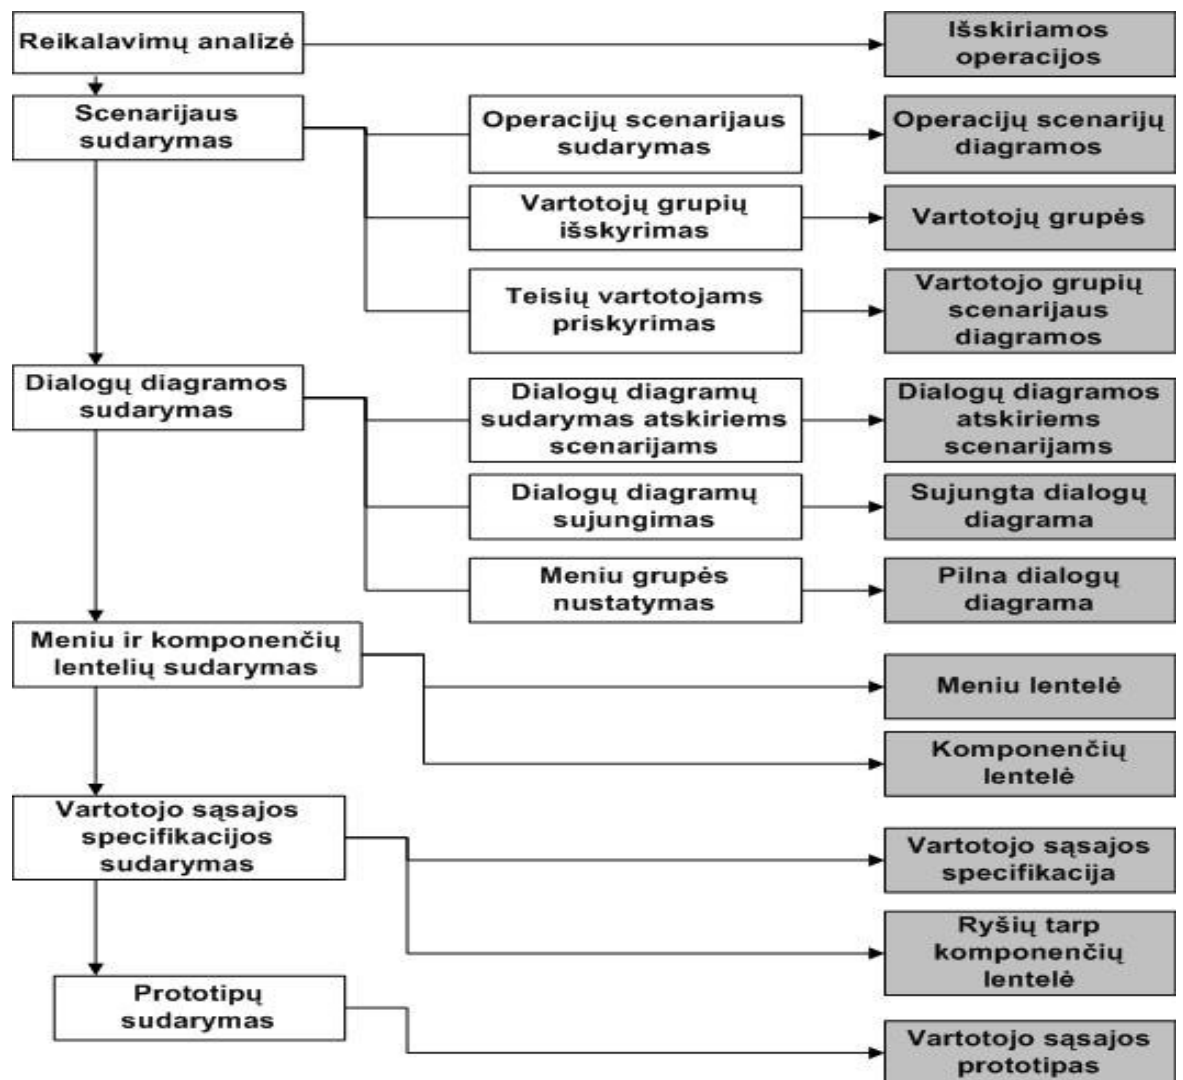 Reikalavimų analizė
Išskiriamos
operacijos
Scenarijaus
sudarymas
Operacijų scenarijaus
sudarymas
Operacijų scenarijų
diagramos
Vartotojų grupių
išskyrimas
Vartotojų grupės
Teisių vartotojams
priskyrimas
Vartotojo grupių
scenarijaus
diagramos
Dialogų diagramos
sudarymas
Dialogų diagramų
sudarymas atskiriems
scenarijams
Dialogų diagramos
atskiriems
scenarijams
Dialogų diagramų
sujungimas
Sujungta dialogų
diagrama
Meniu grupės
nustatymas
Pilna dialogų
diagrama
Meniu ir komponenčių
lentelių sudarymas
Meniu lentelė
Komponenčių
lentelė
Vartotojo sąsajos
specifikacijos
sudarymas
Vartotojo sąsajos
specifikacija
Ryšių tarp
komponenčių
lentelė
Prototipų
sudarymas
Vartotojo sąsajos
prototipas